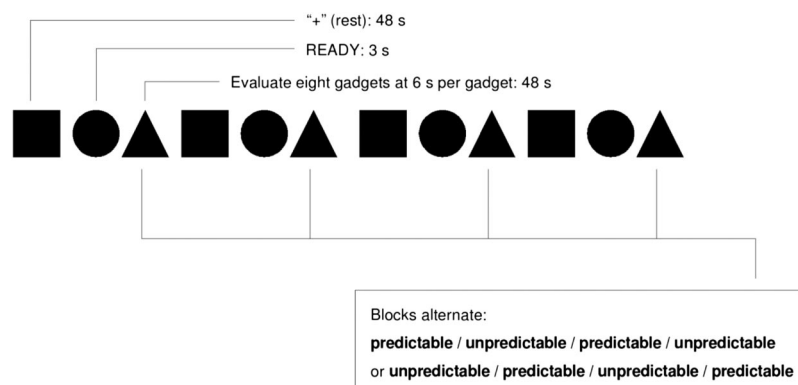 “+” (rest): 48 s
READY: 3 s
Evaluate eight gadgets at 6 s per gadget: 48 s
Blocks alternate:
predictable / unpredictable / predictable / unpredictable
or unpredictable / predictable / unpredictable / predictable